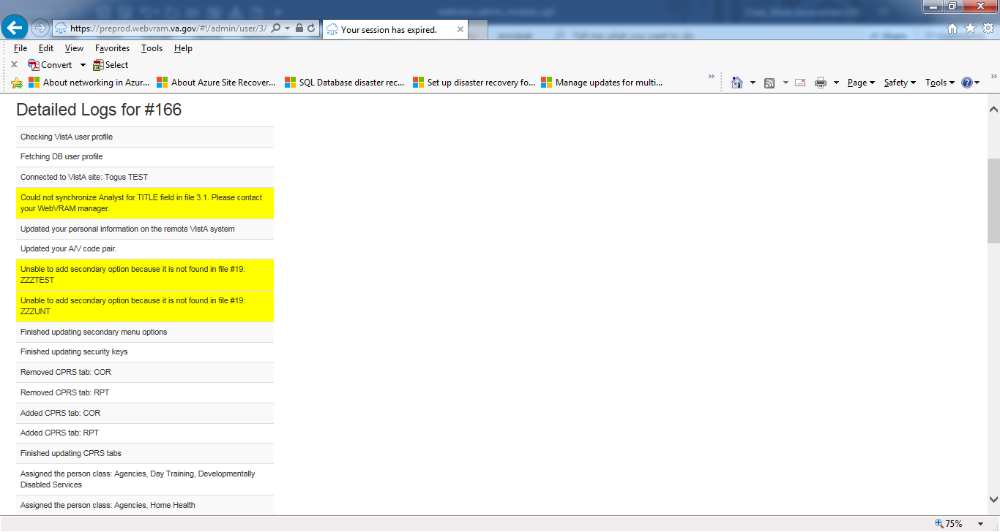 https://preprod.webvram.va.gov/#!/admin/user/3/
Your session has expired.
File Edit View Favorites Tools Help
Convert Select
About networking in Azur... About Azure Site Recover... SQL Database disaster rec... Set up disaster recovery fo... Manage updates for multi... Page Safety Tools
Detailed Logs for #166
Checking VistA user profile
Fetching DB user profile
Connected to VistA site: Togus TEST
Could not synchronize Analyst for TITLE field in file 3.1. Please contact
your WebVRAM manager.
Updated your personal information on the remote VistA system
Updated your A/V code pair.
Unable to add secondary option because it is not found in file #19:
ZZZTEST
Unable to add secondary option because it is not found in file #19:
ZZZUNT
Finished updating secondary menu options
Finished updating security keys
Removed CPRS tab: COR
Removed CPRS tab: RPT
Added CPRS tab: COR
Added CPRS tab: RPT
Finished updating CPRS tabs
Assigned the person class: Agencies, Day Training, Developmentally
Disabled Services
Assigned the person class: Agencies, Home Health
75%